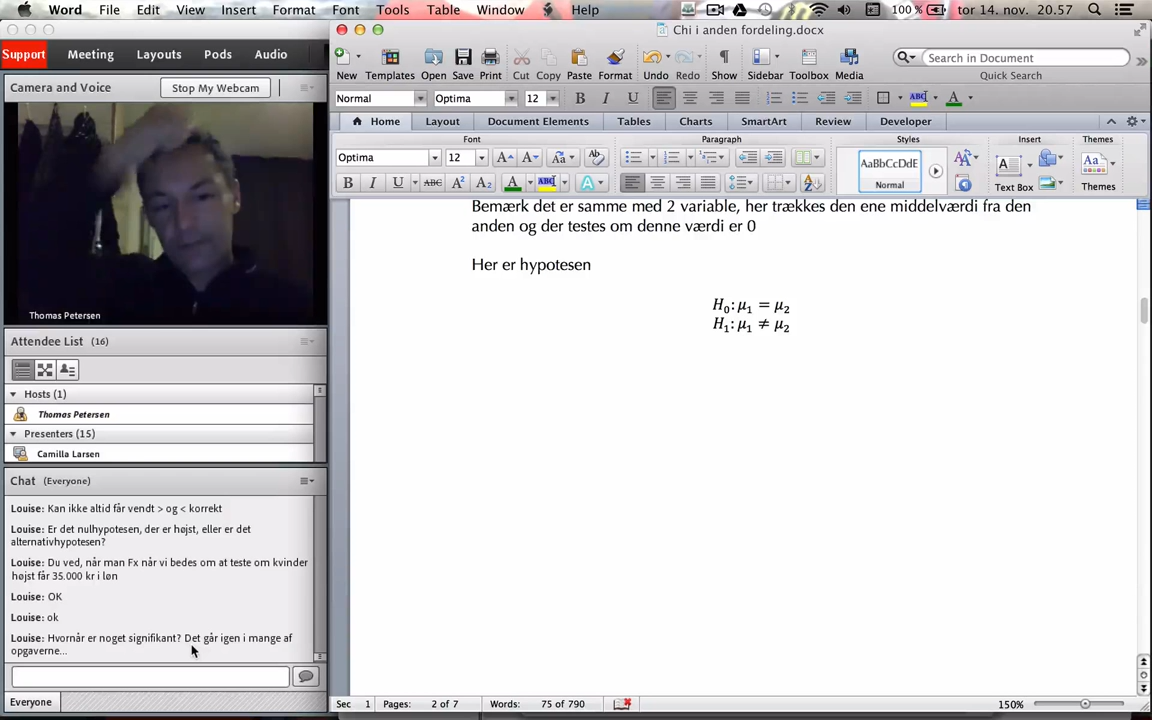 Word File Edit View Insert Format Font Tools Table Window Help 100 % tor 14. nov. 20.57
Support Meeting Layouts Pods Audio
Camera and Voice Stop My Webcam
Thomas Petersen
Attendee List (16)
Hosts (1)
Thomas Petersen
Presenters (15)
Camilla Larsen
Chat (Everyone)
Louise: Kan ikke altid får vendt > og < korrekt
Louise: Er det nulhypotesen, der er højst, eller er det
alternativhypotesen?
Louise: Du ved, når man Fx når vi bedes om at teste om kvinder
højst får 35.000 kr i løn
Louise: OK
Louise: ok
Louise: Hvornår er noget signifikant? Det går igen i mange af
opgaverne...
Everyone
Chi i anden fordeling.docx
Search in Document
New Templates Open Save Print Cut Copy Paste Format Undo Redo Show Sidebar Toolbox Media Quick Search
Normal Optima 12 B I U ABC A
Home Layout Document Elements Tables Charts SmartArt Review Developer
Font Paragraph Styles Insert Themes
Optima 12 A A Aa AaBbCcDdE A Aa
B I U ABC A² A₂ A ABC A Normal Text Box Themes
Bemærk det er samme med 2 variable, her trækkes den ene middelværdi fra den
anden og der testes om denne værdi er 0
Her er hypotesen
H₀: μ₁ = μ₂
H₁: μ₁ ≠ μ₂
Sec 1 Pages: 2 of 7 Words: 75 of 790 150%